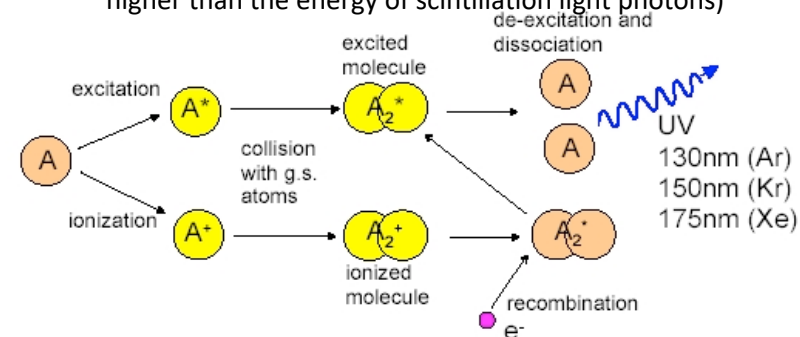 higher than the energy of scintillation light photons)
de-excitation and
dissociation
excited
molecule
excitation
A*
A₂*
A
A
UV
130nm (Ar)
150nm (Kr)
175nm (Xe)
A
collision
with g.s.
atoms
ionization
A⁺
A₂⁺
A₂*
ionized
molecule
recombination
e⁻